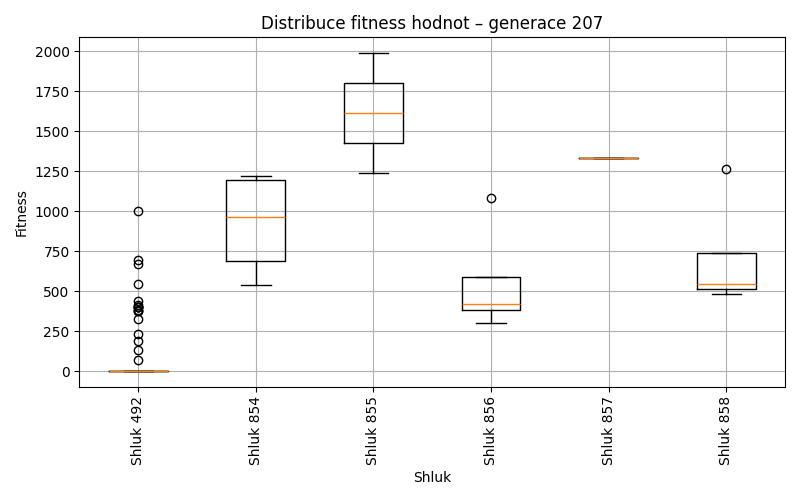 Distribuce fitness hodnot – generace 207
2000
1750
1500
1250
1000
750
500
250
0
Fitness
Shluk 492
Shluk 854
Shluk 855
Shluk 856
Shluk 857
Shluk 858
Shluk